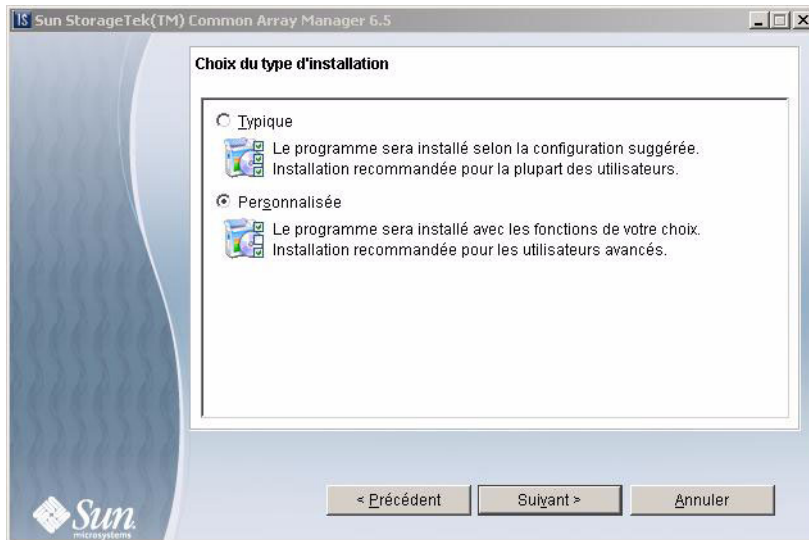 IS Sun StorageTek(TM) Common Array Manager 6.5
Choix du type d'installation
Typique
Le programme sera installé selon la configuration suggérée.
Installation recommandée pour la plupart des utilisateurs.
Personnalisée
Le programme sera installé avec les fonctions de votre choix.
Installation recommandée pour les utilisateurs avancés.
< Précédent
Suivant >
Annuler
Sun
microsystems